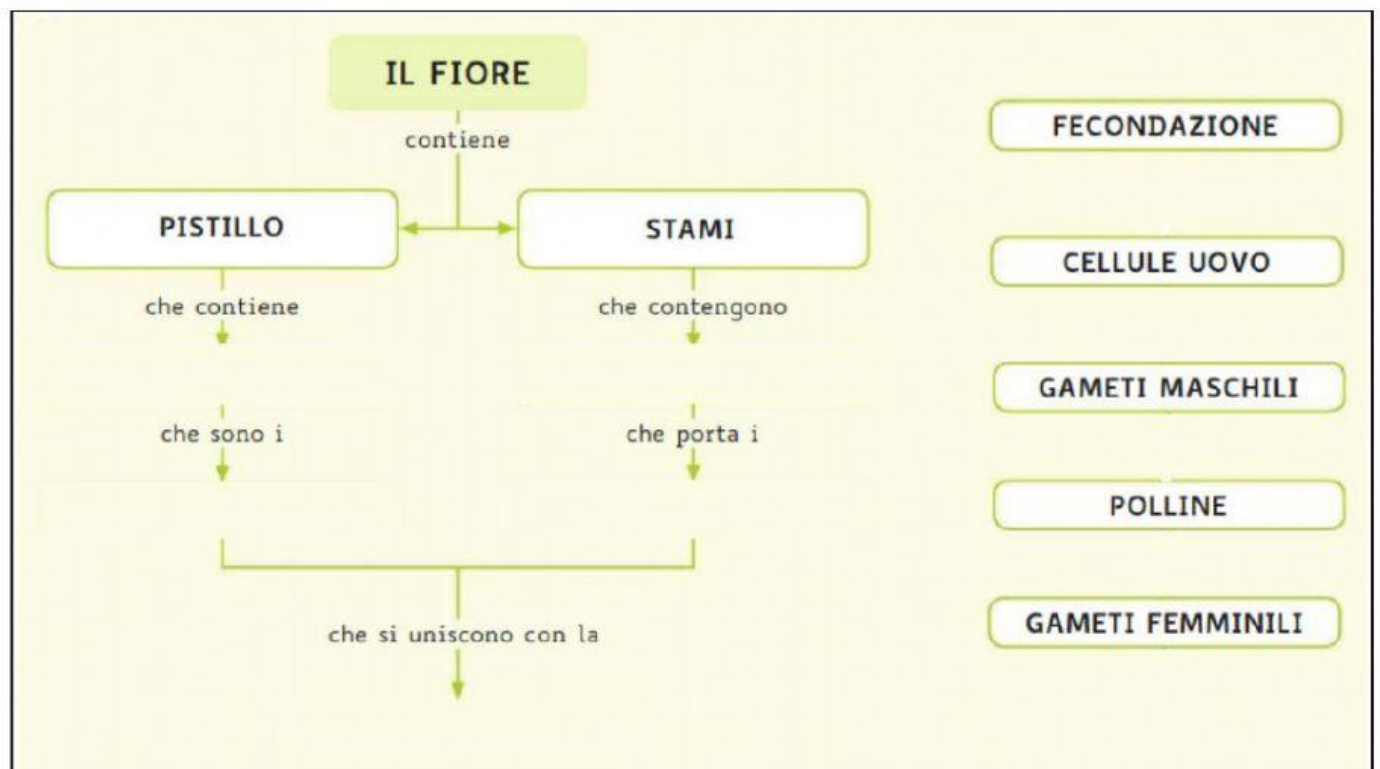 IL FIORE
contiene
PISTILLO
STAMI
che contiene
che contengono
che sono i
che porta i
che si uniscono con la
FECONDAZIONE
CELLULE UOVO
GAMETI MASCHILI
POLLINE
GAMETI FEMMINILI